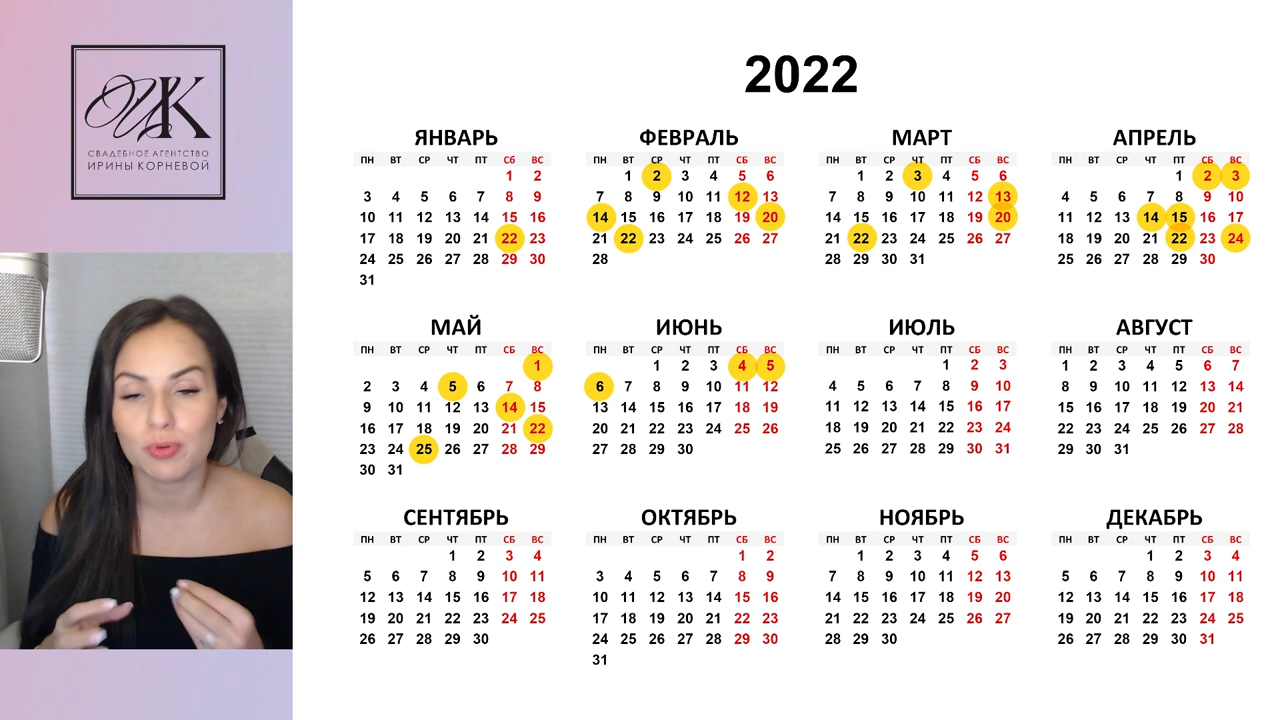 ИК
СВАДЕБНОЕ АГЕНТСТВО
ИРИНЫ КОРНЕВОЙ
2022
ЯНВАРЬ
ПН ВТ СР ЧТ ПТ СБ ВС
1 2
3 4 5 6 7 8 9
10 11 12 13 14 15 16
17 18 19 20 21 22 23
24 25 26 27 28 29 30
31
ФЕВРАЛЬ
ПН ВТ СР ЧТ ПТ СБ ВС
1 2 3 4 5 6
7 8 9 10 11 12 13
14 15 16 17 18 19 20
21 22 23 24 25 26 27
28
МАРТ
ПН ВТ СР ЧТ ПТ СБ ВС
1 2 3 4 5 6
7 8 9 10 11 12 13
14 15 16 17 18 19 20
21 22 23 24 25 26 27
28 29 30 31
АПРЕЛЬ
ПН ВТ СР ЧТ ПТ СБ ВС
1 2 3
4 5 6 7 8 9 10
11 12 13 14 15 16 17
18 19 20 21 22 23 24
25 26 27 28 29 30
МАЙ
ПН ВТ СР ЧТ ПТ СБ ВС
1
2 3 4 5 6 7 8
9 10 11 12 13 14 15
16 17 18 19 20 21 22
23 24 25 26 27 28 29
30 31
ИЮНЬ
ПН ВТ СР ЧТ ПТ СБ ВС
1 2 3 4 5
6 7 8 9 10 11 12
13 14 15 16 17 18 19
20 21 22 23 24 25 26
27 28 29 30
ИЮЛЬ
ПН ВТ СР ЧТ ПТ СБ ВС
1 2 3
4 5 6 7 8 9 10
11 12 13 14 15 16 17
18 19 20 21 22 23 24
25 26 27 28 29 30 31
АВГУСТ
ПН ВТ СР ЧТ ПТ СБ ВС
1 2 3 4 5 6 7
8 9 10 11 12 13 14
15 16 17 18 19 20 21
22 23 24 25 26 27 28
29 30 31
СЕНТЯБРЬ
ПН ВТ СР ЧТ ПТ СБ ВС
1 2 3 4
5 6 7 8 9 10 11
12 13 14 15 16 17 18
19 20 21 22 23 24 25
26 27 28 29 30
ОКТЯБРЬ
ПН ВТ СР ЧТ ПТ СБ ВС
1 2
3 4 5 6 7 8 9
10 11 12 13 14 15 16
17 18 19 20 21 22 23
24 25 26 27 28 29 30
31
НОЯБРЬ
ПН ВТ СР ЧТ ПТ СБ ВС
1 2 3 4 5 6
7 8 9 10 11 12 13
14 15 16 17 18 19 20
21 22 23 24 25 26 27
28 29 30
ДЕКАБРЬ
ПН ВТ СР ЧТ ПТ СБ ВС
1 2 3 4
5 6 7 8 9 10 11
12 13 14 15 16 17 18
19 20 21 22 23 24 25
26 27 28 29 30 31